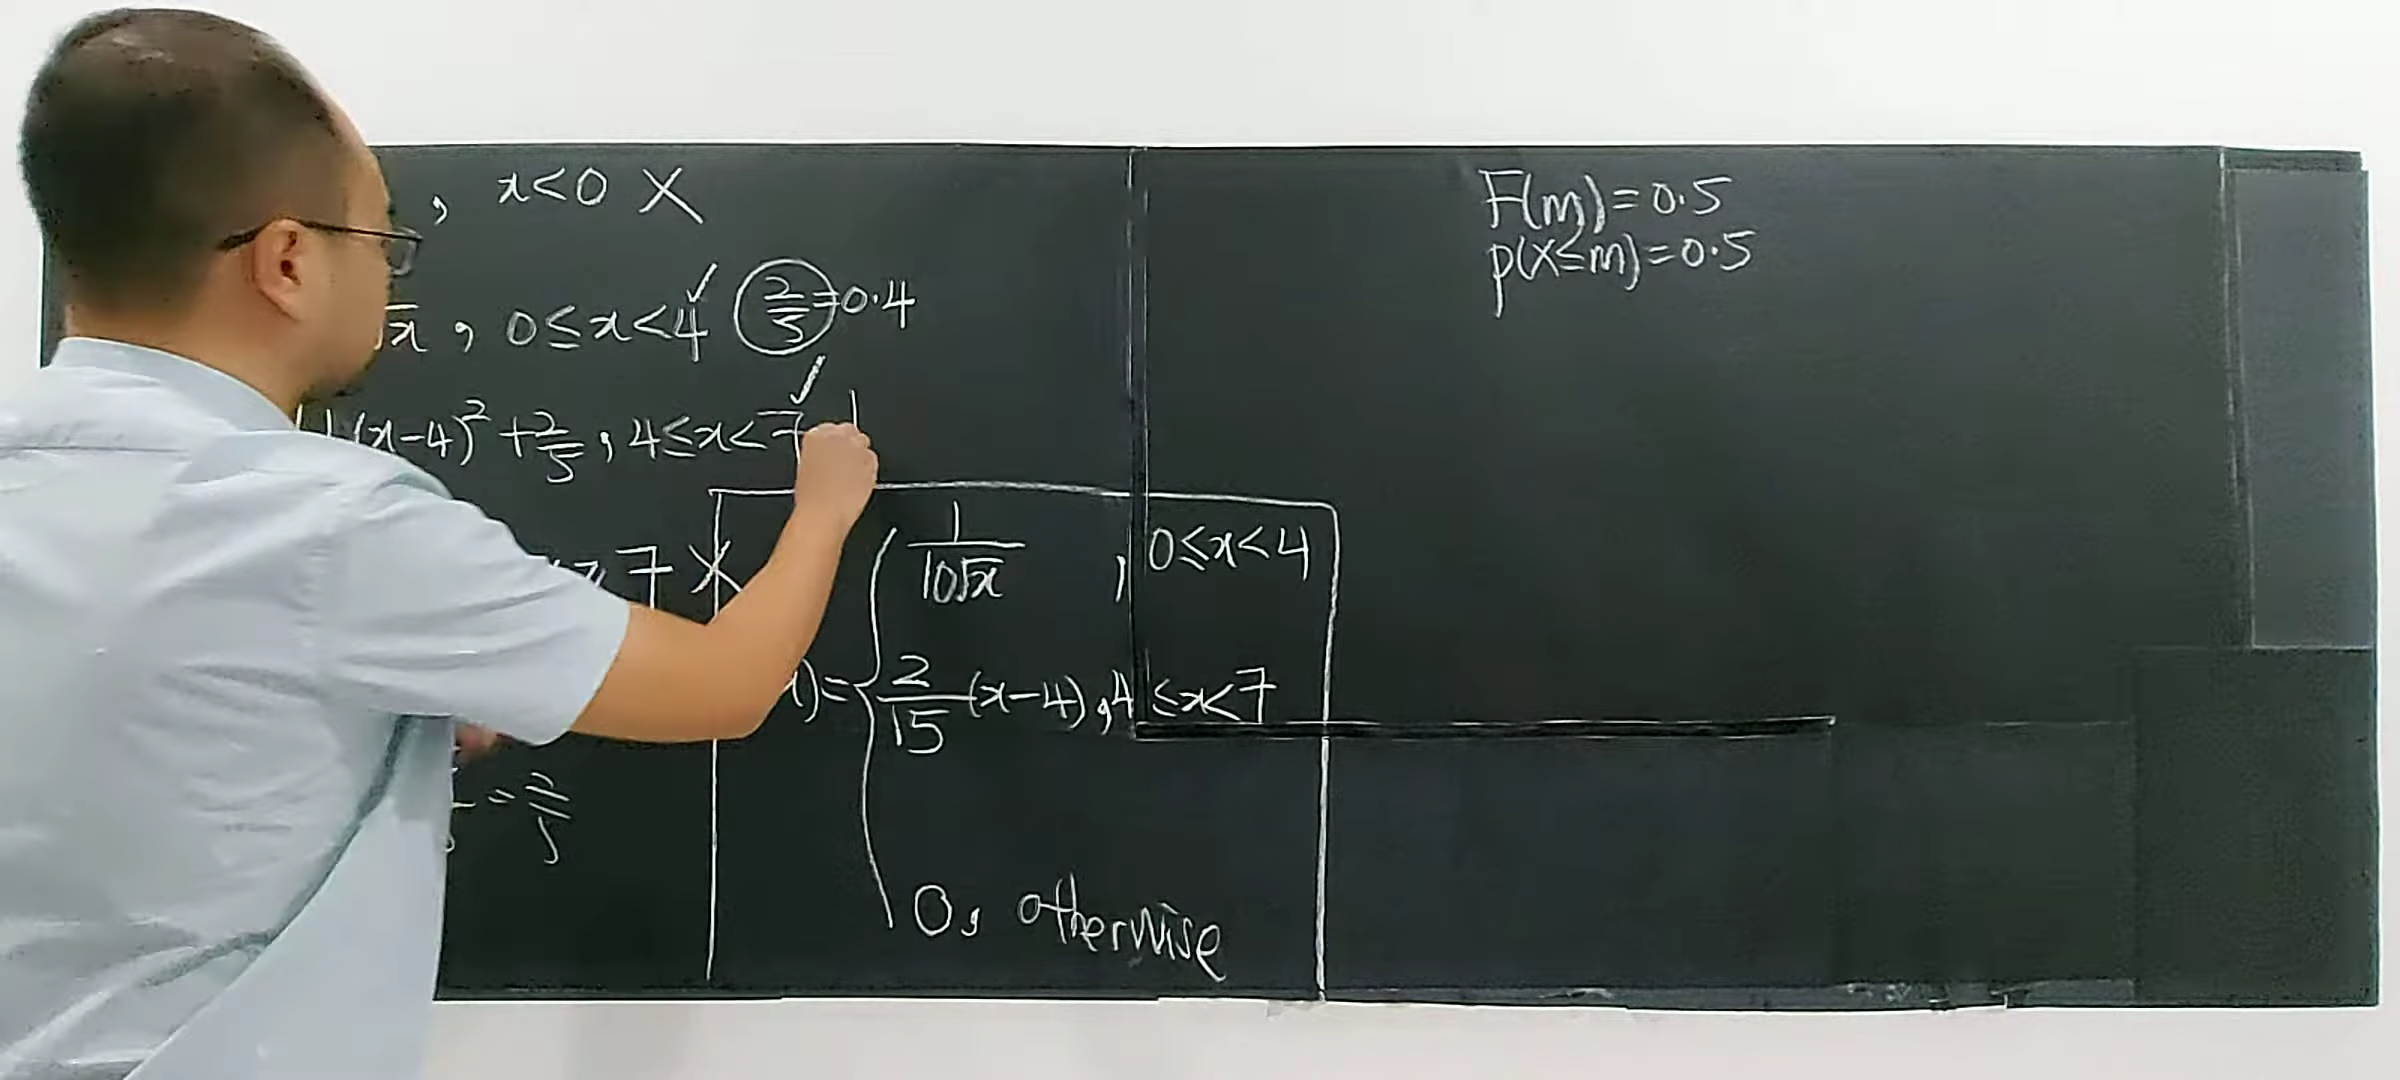 , x<0 X
√x , 0≤x<4 ✓ 2/5=0.4
(x-4)²+2/5, 4≤x<7 ✓ 1
7 X
1/10√x , 0≤x<4
)= 2/15 (x-4), 4≤x<7
0, otherwise
= 2/5
F(m)=0.5
P(X≤m)=0.5